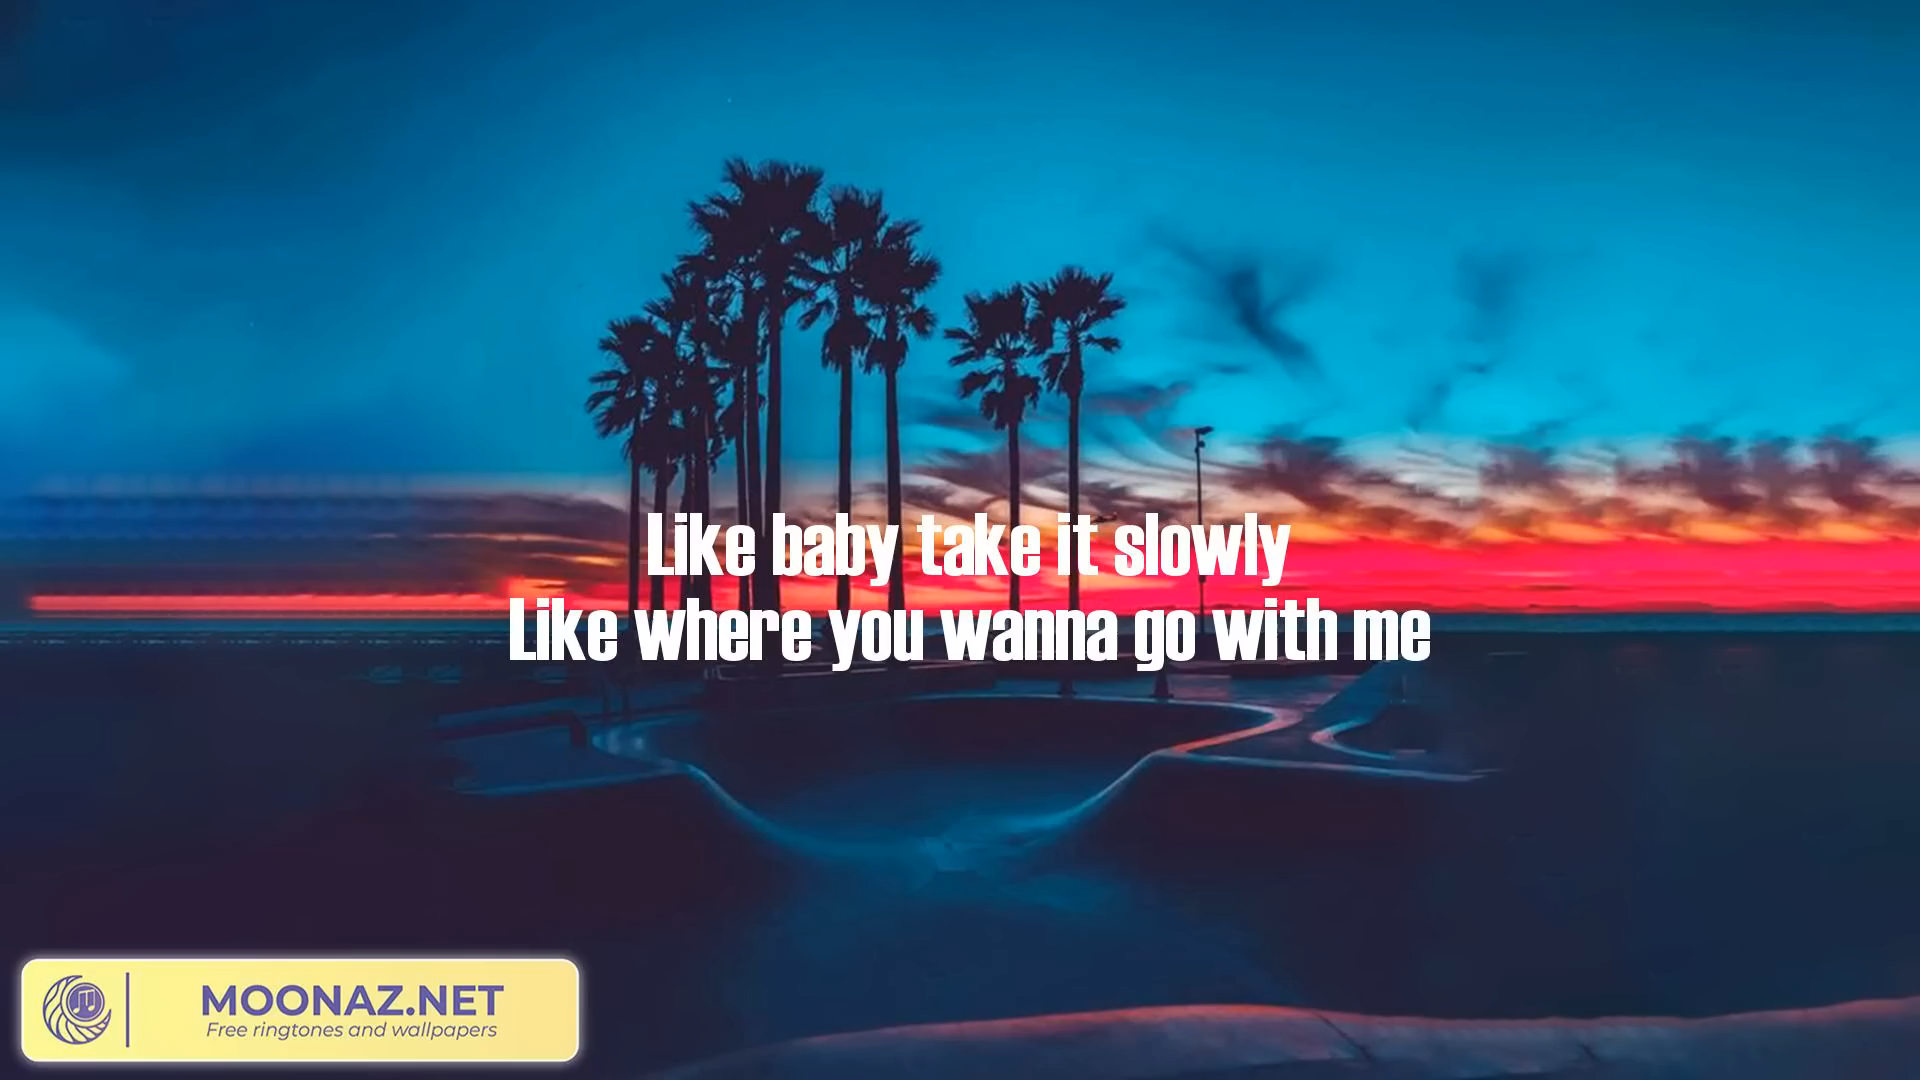 Like baby take it slowly
Like where you wanna go with me
MOONAZ.NET
Free ringtones and wallpapers